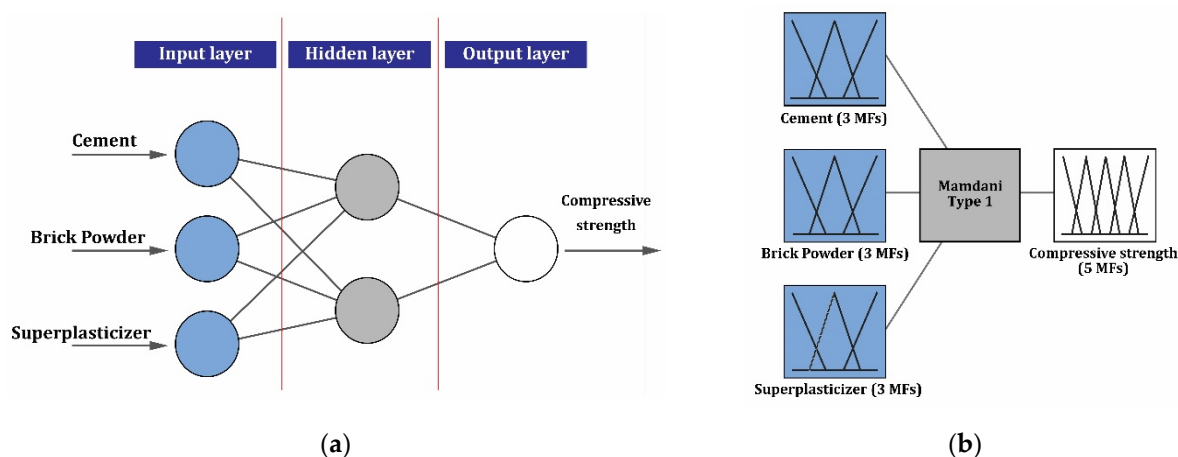 Input layer
Hidden layer
Output layer
Cement
Brick Powder
Superplasticizer
Compressive
strength
(a)
Cement (3 MFs)
Brick Powder (3 MFs)
Superplasticizer (3 MFs)
Mamdani
Type 1
Compressive strength
(5 MFs)
(b)